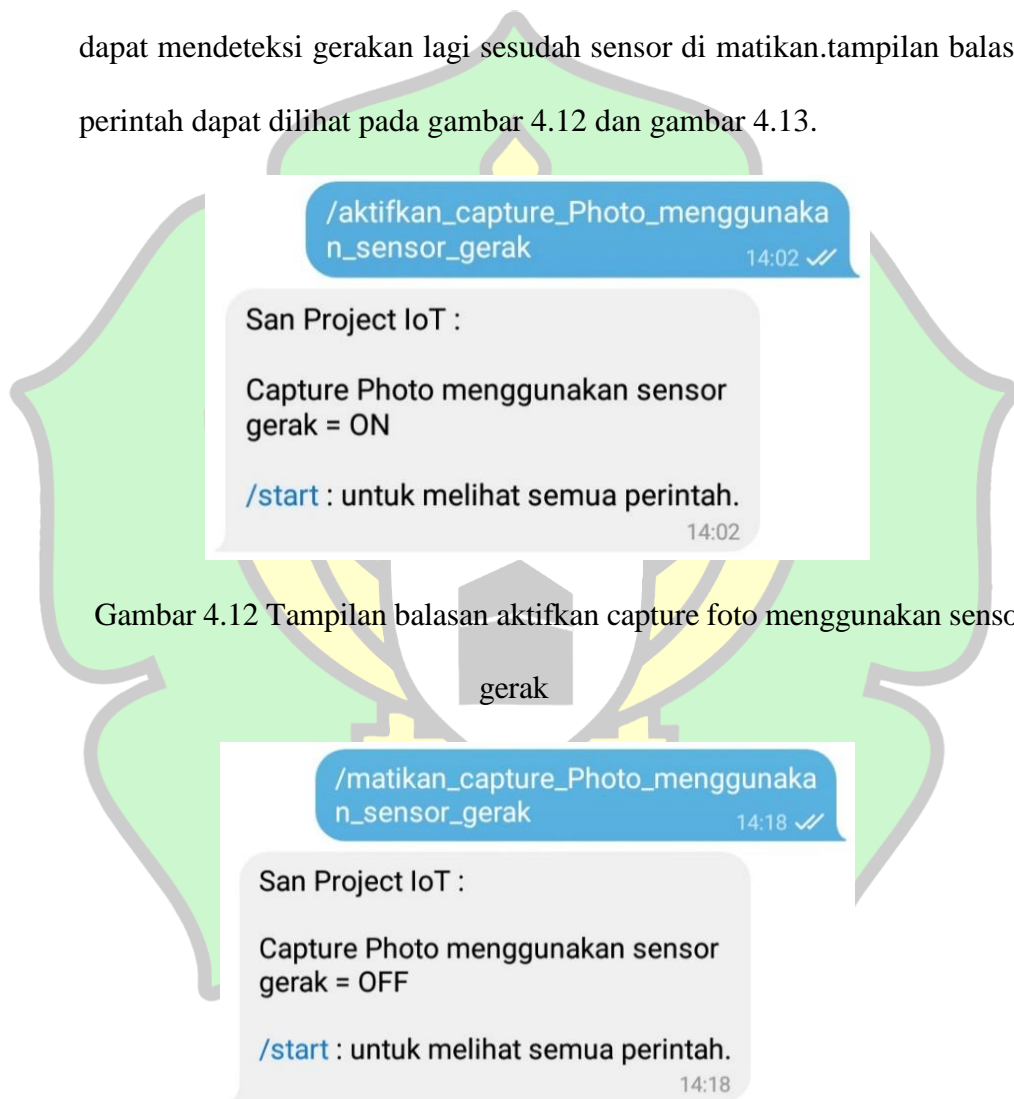 dapat mendeteksi gerakan lagi sesudah sensor di matikan.tampilan balas
perintah dapat dilihat pada gambar 4.12 dan gambar 4.13.
/aktifkan_capture_Photo_menggunaka
n_sensor_gerak
14:02
San Project IoT :
Capture Photo menggunakan sensor
gerak = ON
/start : untuk melihat semua perintah.
14:02
Gambar 4.12 Tampilan balasan aktifkan capture foto menggunakan senso
gerak
/matikan_capture_Photo_menggunaka
n_sensor_gerak
14:18
San Project IoT :
Capture Photo menggunakan sensor
gerak = OFF
/start : untuk melihat semua perintah.
14:18